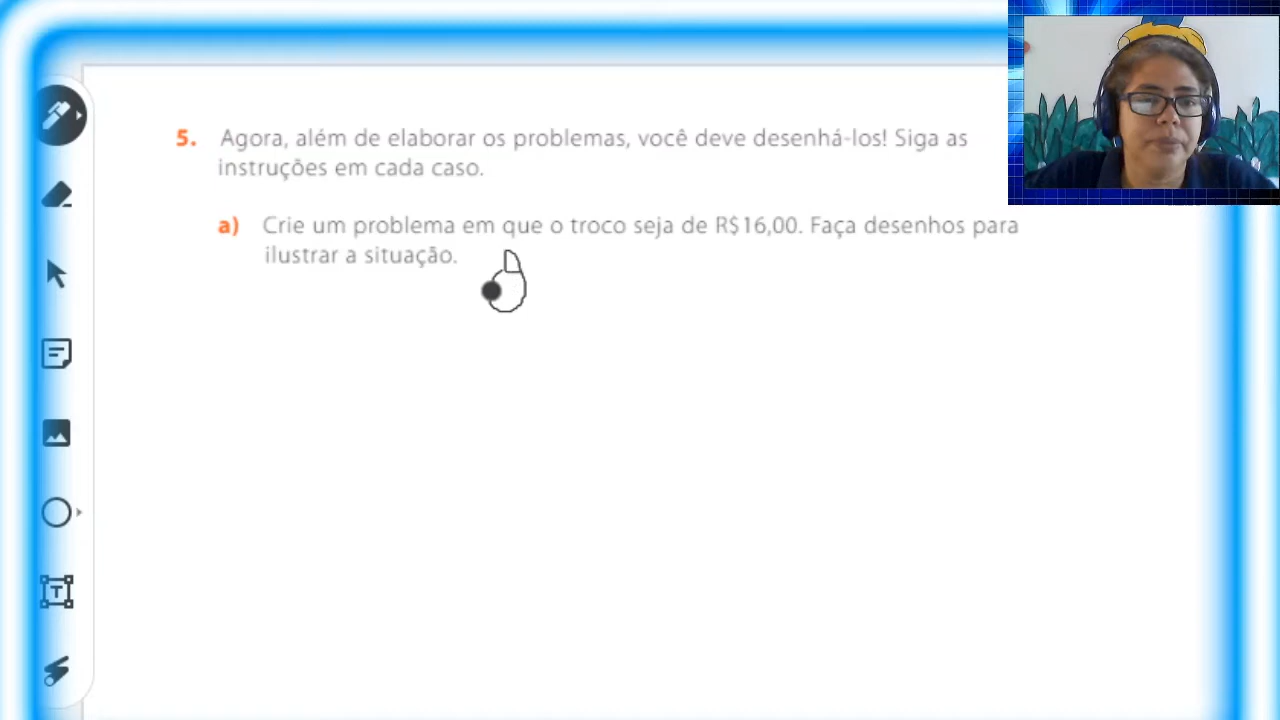 5. Agora, além de elaborar os problemas, você deve desenhá-los! Siga as
instruções em cada caso.
a) Crie um problema em que o troco seja de R$16,00. Faça desenhos para
ilustrar a situação.
T